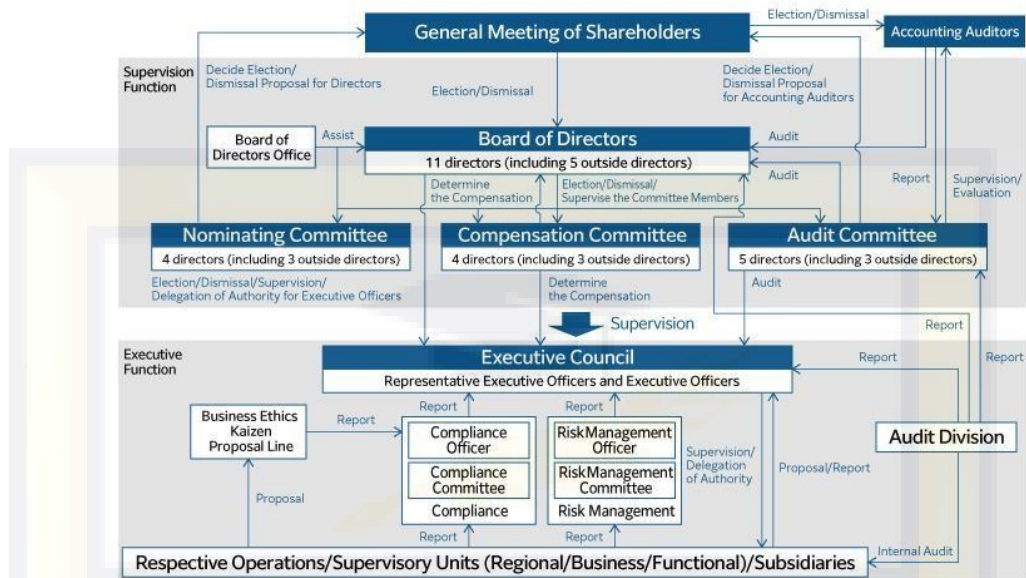 Election/Dismissal
General Meeting of Shareholders
Accounting Auditors
Supervision
Function
Decide Election/
Dismissal Proposal for Directors
Election/Dismissal
Decide Election/
Dismissal Proposal
for Accounting Auditors
Board of
Directors Office
Assist
Board of Directors
11 directors (including 5 outside directors)
Audit
Audit
Report
Supervision/
Evaluation
Determine
the Compensation
Election/Dismissal/
Supervise the Committee Members
Nominating Committee
4 directors (including 3 outside directors)
Compensation Committee
4 directors (including 3 outside directors)
Audit Committee
5 directors (including 3 outside directors)
Election/Dismissal/Supervision/
Delegation of Authority for Executive Officers
Determine
the Compensation
Audit
Supervision
Report
Executive
Function
Executive Council
Representative Executive Officers and Executive Officers
Report
Report
Business Ethics
Kaizen
Proposal Line
Report
Report
Compliance
Officer
Compliance
Committee
Compliance
Report
Risk Management
Officer
Risk Management
Committee
Risk Management
Supervision/
Delegation
of Authority
Proposal/Report
Audit Division
Proposal
Report
Report
Internal Audit
Respective Operations/Supervisory Units (Regional/Business/Functional)/Subsidiaries